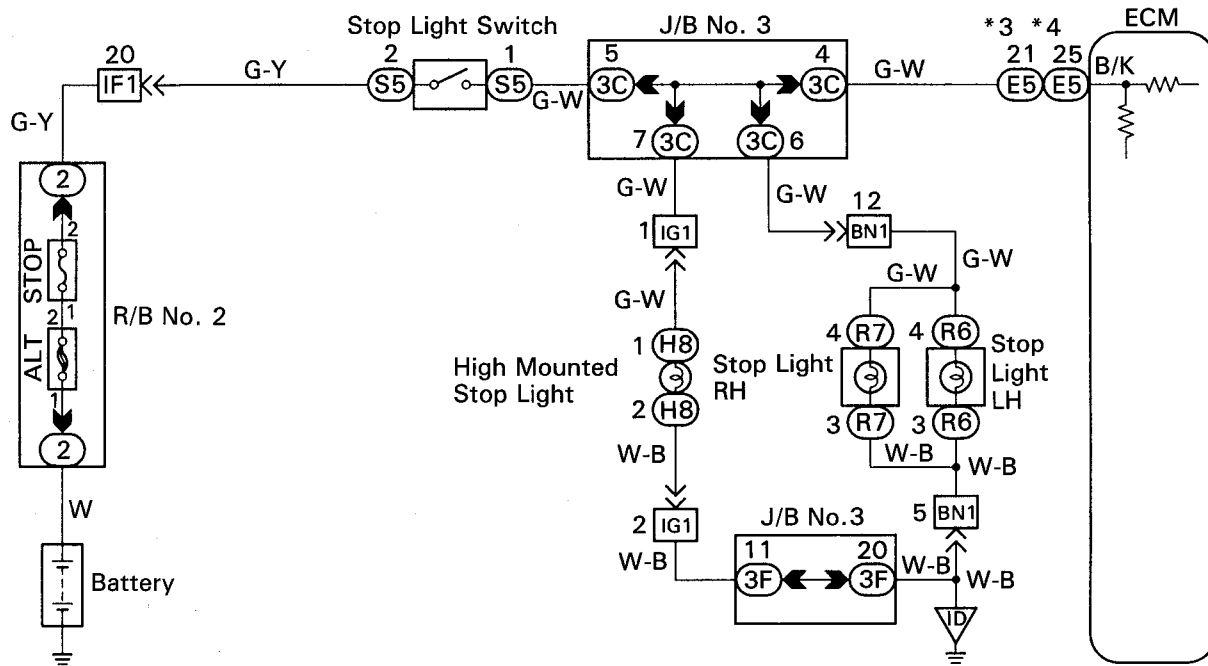 Stop Light Switch
J/B No. 3
*3 *4
ECM
20
IF1
G-Y
2
S5
1
S5
G-W
5
3C
4
3C
G-W
21
E5
25
E5
B/K
G-Y
7
3C
3C
6
2
2
STOP
1
2
ALT
1
2
R/B No. 2
W
Battery
G-W
1
IG1
G-W
1
H8
High Mounted
Stop Light
2
H8
W-B
2
IG1
W-B
G-W
12
BN1
G-W
G-W
4
R7
4
R6
Stop Light
RH
Stop
Light
LH
3
R7
3
R6
W-B
W-B
5
BN1
J/B No.3
11
3F
20
3F
W-B
W-B
ID